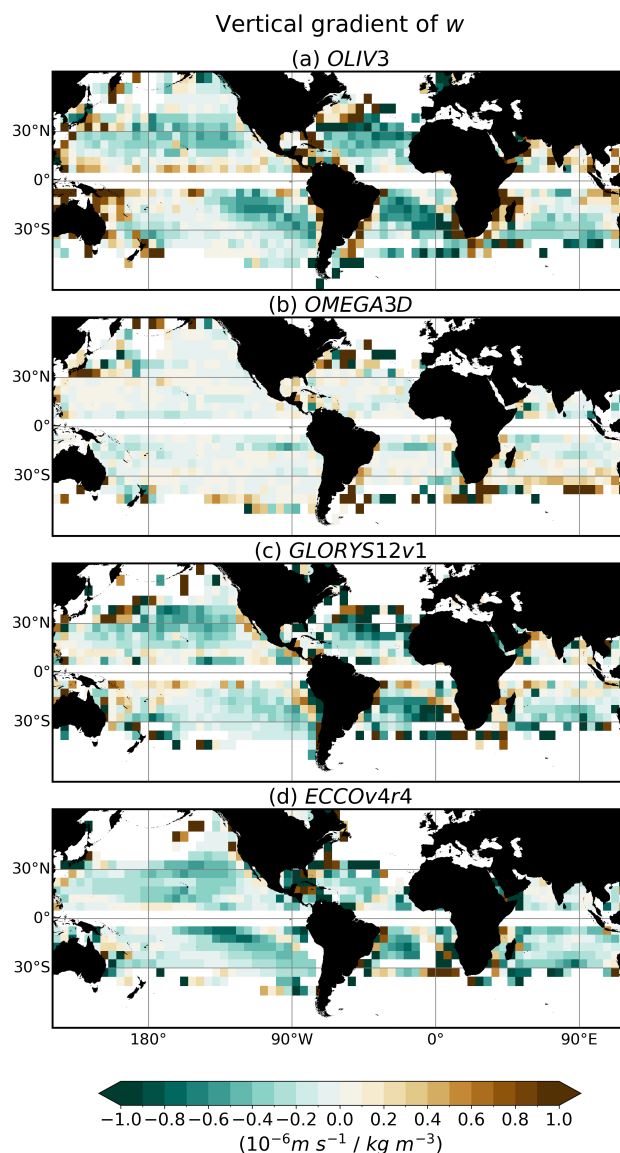 Vertical gradient of w
(a) OLIV3
30°N
0°
30°S
(b) OMEGA3D
30°N
0°
30°S
(c) GLORYS12v1
30°N
0°
30°S
(d) ECCOv4r4
30°N
0°
30°S
180° 90°W 0° 90°E
−1.0 −0.8 −0.6 −0.4 −0.2 0.0 0.2 0.4 0.6 0.8 1.0
(10⁻⁶m s⁻¹ / kg m⁻³)